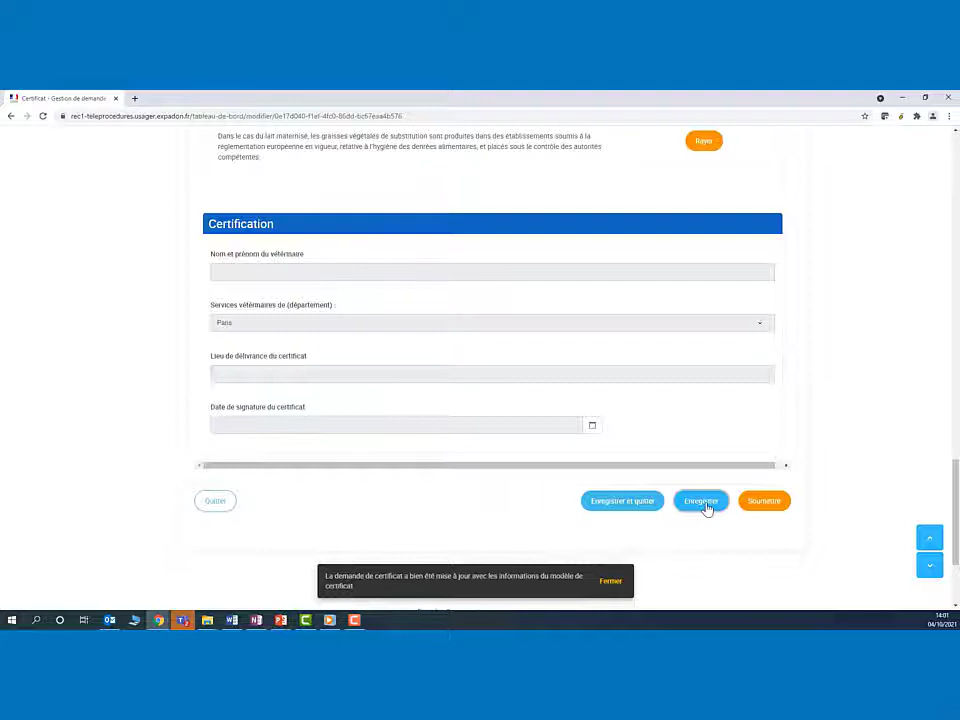 Certificat - Gestion de demande
rec1-teleprocedures.usager.expadon.fr/tableau-de-bord/modifier/0e17d040-f1ef-4fc0-86dd-bc67eaa4b576
Dans le cas du lait maternisé, les graisses végétales de substitution sont produites dans des établissements soumis à la
réglementation européenne en vigueur, relative à l'hygiène des denrées alimentaires, et placés sous le contrôle des autorités
compétentes.
Rayer
Certification
Nom et prénom du vétérinaire
Services vétérinaires de (département) :
Paris
Lieu de délivrance du certificat
Date de signature du certificat
Quitter
Enregistrer et quitter
Enregistrer
Soumettre
La demande de certificat a bien été mise à jour avec les informations du modèle de
certificat
Fermer
14:01
04/10/2021